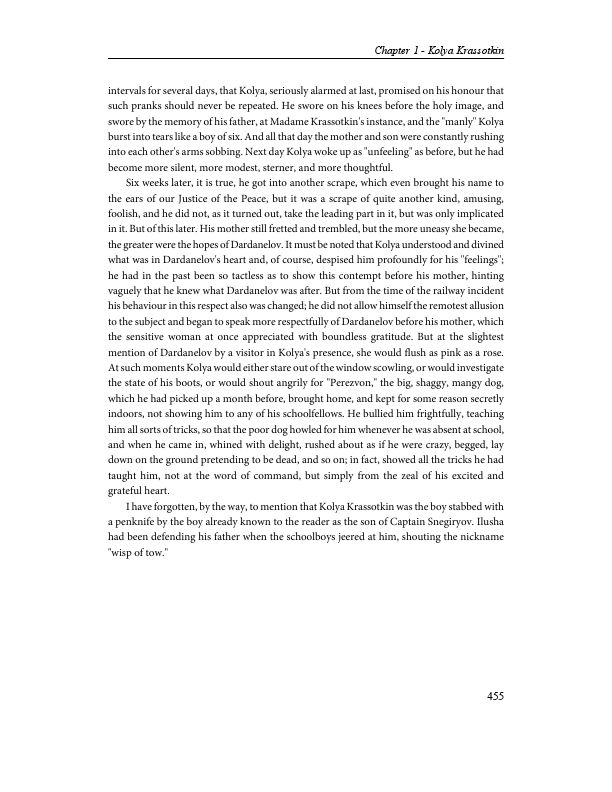 Chapter 1 - Kolya Krassotkin
intervals for several days, that Kolya, seriously alarmed at last, promised on his honour that
such pranks should never be repeated. He swore on his knees before the holy image, and
swore by the memory of his father, at Madame Krassotkin's instance, and the "manly" Kolya
burst into tears like a boy of six. And all that day the mother and son were constantly rushing
into each other's arms sobbing. Next day Kolya woke up as "unfeeling" as before, but he had
become more silent, more modest, sterner, and more thoughtful.
Six weeks later, it is true, he got into another scrape, which even brought his name to
the ears of our Justice of the Peace, but it was a scrape of quite another kind, amusing,
foolish, and he did not, as it turned out, take the leading part in it, but was only implicated
in it. But of this later. His mother still fretted and trembled, but the more uneasy she became,
the greater were the hopes of Dardanelov. It must be noted that Kolya understood and divined
what was in Dardanelov's heart and, of course, despised him profoundly for his "feelings";
he had in the past been so tactless as to show this contempt before his mother, hinting
vaguely that he knew what Dardanelov was after. But from the time of the railway incident
his behaviour in this respect also was changed; he did not allow himself the remotest allusion
to the subject and began to speak more respectfully of Dardanelov before his mother, which
the sensitive woman at once appreciated with boundless gratitude. But at the slightest
mention of Dardanelov by a visitor in Kolya's presence, she would flush as pink as a rose.
At such moments Kolya would either stare out of the window scowling, or would investigate
the state of his boots, or would shout angrily for "Perezvon," the big, shaggy, mangy dog,
which he had picked up a month before, brought home, and kept for some reason secretly
indoors, not showing him to any of his schoolfellows. He bullied him frightfully, teaching
him all sorts of tricks, so that the poor dog howled for him whenever he was absent at school,
and when he came in, whined with delight, rushed about as if he were crazy, begged, lay
down on the ground pretending to be dead, and so on; in fact, showed all the tricks he had
taught him, not at the word of command, but simply from the zeal of his excited and
grateful heart.
I have forgotten, by the way, to mention that Kolya Krassotkin was the boy stabbed with
a penknife by the boy already known to the reader as the son of Captain Snegiryov. Ilusha
had been defending his father when the schoolboys jeered at him, shouting the nickname
"wisp of tow."
455